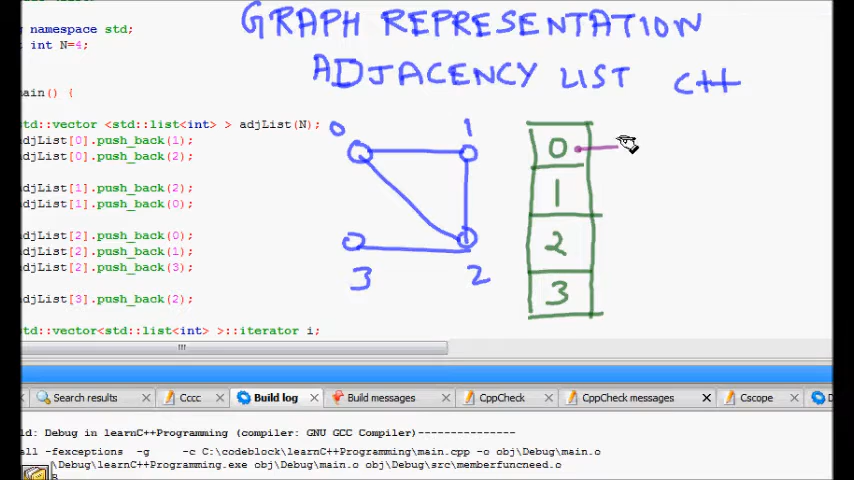 GRAPH REPRESENTATION
ADJACENCY LIST C++
namespace std;
int N=4;
main() {
std::vector <std::list<int> > adjList(N);
adjList[0].push_back(1);
adjList[0].push_back(2);
adjList[1].push_back(2);
adjList[1].push_back(0);
adjList[2].push_back(0);
adjList[2].push_back(1);
adjList[2].push_back(3);
adjList[3].push_back(2);
std::vector<std::list<int> >::iterator i;
0 1
3 2
0
1
2
3
Search results Cccc Build log Build messages CppCheck CppCheck messages Cscope
ld: Debug in learnC++Programming (compiler: GNU GCC Compiler)---------------
all -fexceptions -g -c C:\codeblock\learnC++Programming\main.cpp -o obj\Debug\main.o
\Debug\learnC++Programming.exe obj\Debug\main.o obj\Debug\src\memberfuncneed.o